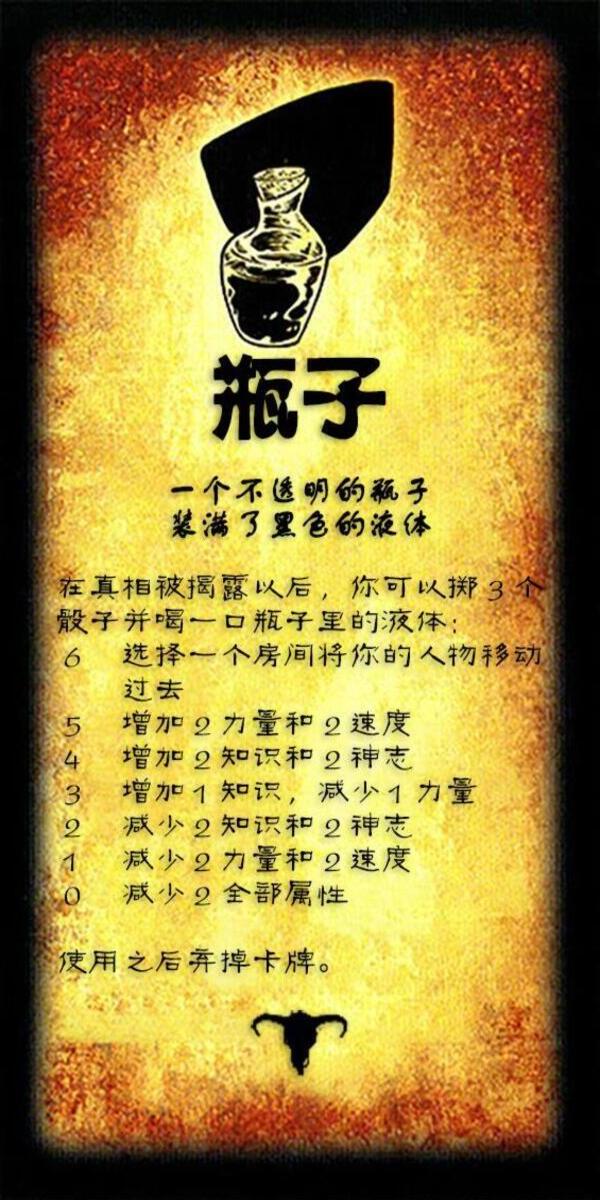 瓶子
一个不透明的瓶子
装满了黑色的液体
在真相被揭露以后，你可以掷3个
骰子并喝一口瓶子里的液体：
6 选择一个房间将你的人物移动
过去
5 增加2力量和2速度
4 增加2知识和2神志
3 增加1知识，减少1力量
2 减少2知识和2神志
1 减少2力量和2速度
0 减少2全部属性
使用之后弃掉卡牌。